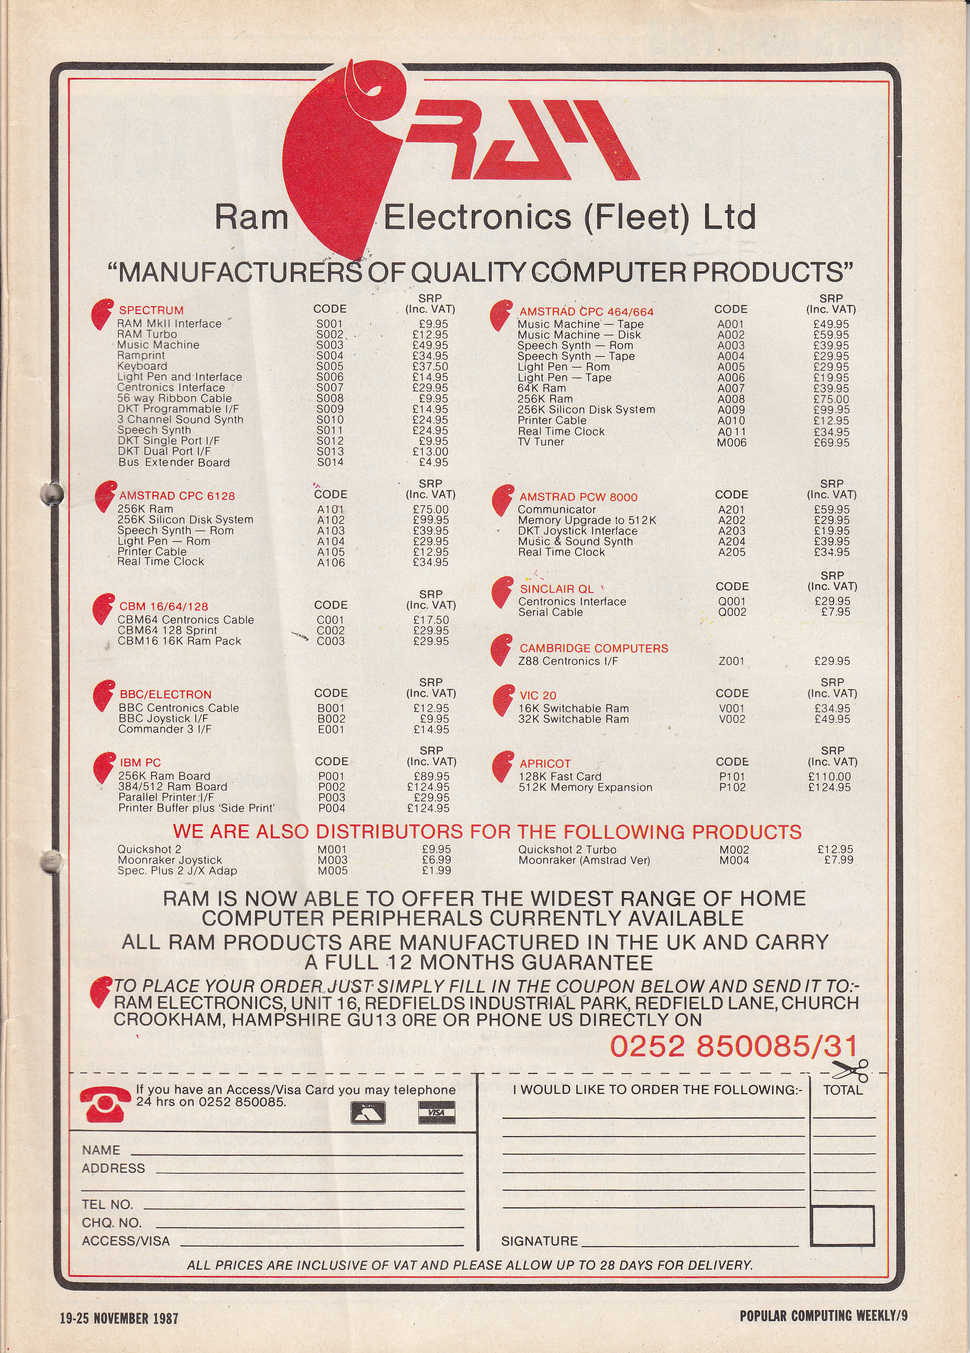 RAM
Ram Electronics (Fleet) Ltd
“MANUFACTURERS OF QUALITY COMPUTER PRODUCTS”
SPECTRUM CODE SRP (Inc. VAT)
RAM MkII Interface S001 £9.95
RAM Turbo S002 £12.95
Music Machine S003 £49.95
Ramprint S004 £34.95
Keyboard S005 £37.50
Light Pen and Interface S006 £14.95
Centronics Interface S007 £29.95
56 way Ribbon Cable S008 £9.95
DKT Programmable I/F S009 £14.95
3 Channel Sound Synth S010 £24.95
Speech Synth S011 £24.95
DKT Single Port I/F S012 £9.95
DKT Dual Port I/F S013 £13.00
Bus Extender Board S014 £4.95
AMSTRAD CPC 464/664 CODE SRP (Inc. VAT)
Music Machine — Tape A001 £49.95
Music Machine — Disk A002 £59.95
Speech Synth — Rom A003 £39.95
Speech Synth — Tape A004 £29.95
Light Pen — Rom A005 £29.95
Light Pen — Tape A006 £19.95
64K Ram A007 £39.95
256K Ram A008 £75.00
256K Silicon Disk System A009 £99.95
Printer Cable A010 £12.95
Real Time Clock A011 £34.95
TV Tuner M006 £69.95
AMSTRAD CPC 6128 CODE SRP (Inc. VAT)
256K Ram A101 £75.00
256K Silicon Disk System A102 £99.95
Speech Synth — Rom A103 £39.95
Light Pen — Rom A104 £29.95
Printer Cable A105 £12.95
Real Time Clock A106 £34.95
AMSTRAD PCW 8000 CODE SRP (Inc. VAT)
Communicator A201 £59.95
Memory Upgrade to 512K A202 £29.95
DKT Joystick Interface A203 £19.95
Music & Sound Synth A204 £39.95
Real Time Clock A205 £34.95
CBM 16/64/128 CODE SRP (Inc. VAT)
CBM64 Centronics Cable C001 £17.50
CBM64 128 Sprint C002 £29.95
CBM16 16K Ram Pack C003 £29.95
SINCLAIR QL CODE SRP (Inc. VAT)
Centronics Interface Q001 £29.95
Serial Cable Q002 £7.95
CAMBRIDGE COMPUTERS
Z88 Centronics I/F Z001 £29.95
BBC/ELECTRON CODE SRP (Inc. VAT)
BBC Centronics Cable B001 £12.95
BBC Joystick I/F B002 £9.95
Commander 3 I/F E001 £14.95
VIC 20 CODE SRP (Inc. VAT)
16K Switchable Ram V001 £34.95
32K Switchable Ram V002 £49.95
IBM PC CODE SRP (Inc. VAT)
256K Ram Board P001 £89.95
384/512 Ram Board P002 £124.95
Parallel Printer I/F P003 £29.95
Printer Buffer plus ‘Side Print’ P004 £124.95
APRICOT CODE SRP (Inc. VAT)
128K Fast Card P101 £110.00
512K Memory Expansion P102 £124.95
WE ARE ALSO DISTRIBUTORS FOR THE FOLLOWING PRODUCTS
Quickshot 2 M001 £9.95 Quickshot 2 Turbo M002 £12.95
Moonraker Joystick M003 £6.99 Moonraker (Amstrad Ver) M004 £7.99
Spec. Plus 2 J/X Adap M005 £1.99
RAM IS NOW ABLE TO OFFER THE WIDEST RANGE OF HOME
COMPUTER PERIPHERALS CURRENTLY AVAILABLE
ALL RAM PRODUCTS ARE MANUFACTURED IN THE UK AND CARRY
A FULL 12 MONTHS GUARANTEE
TO PLACE YOUR ORDER JUST SIMPLY FILL IN THE COUPON BELOW AND SEND IT TO:-
RAM ELECTRONICS, UNIT 16, REDFIELDS INDUSTRIAL PARK, REDFIELD LANE, CHURCH
CROOKHAM, HAMPSHIRE GU13 0RE OR PHONE US DIRECTLY ON
0252 850085/31
If you have an Access/Visa Card you may telephone
24 hrs on 0252 850085.
VISA
NAME
ADDRESS
TEL NO.
CHQ. NO.
ACCESS/VISA
I WOULD LIKE TO ORDER THE FOLLOWING:- TOTAL
SIGNATURE
ALL PRICES ARE INCLUSIVE OF VAT AND PLEASE ALLOW UP TO 28 DAYS FOR DELIVERY.
19-25 NOVEMBER 1987
POPULAR COMPUTING WEEKLY/9